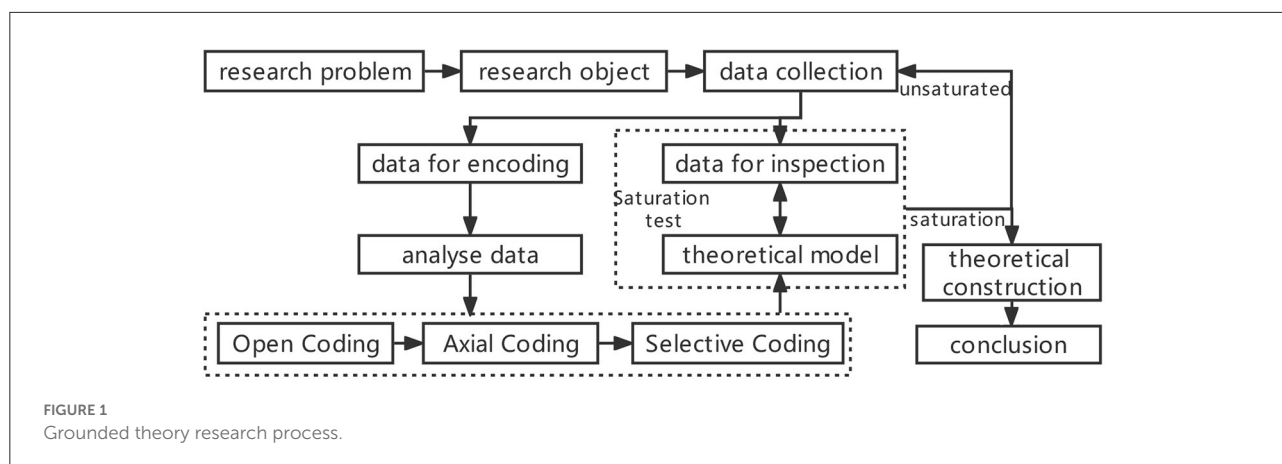 research problem
research object
data collection
unsaturated
data for encoding
data for inspection
Saturation
test
saturation
analyse data
theoretical model
theoretical
construction
Open Coding
Axial Coding
Selective Coding
conclusion
FIGURE 1
Grounded theory research process.